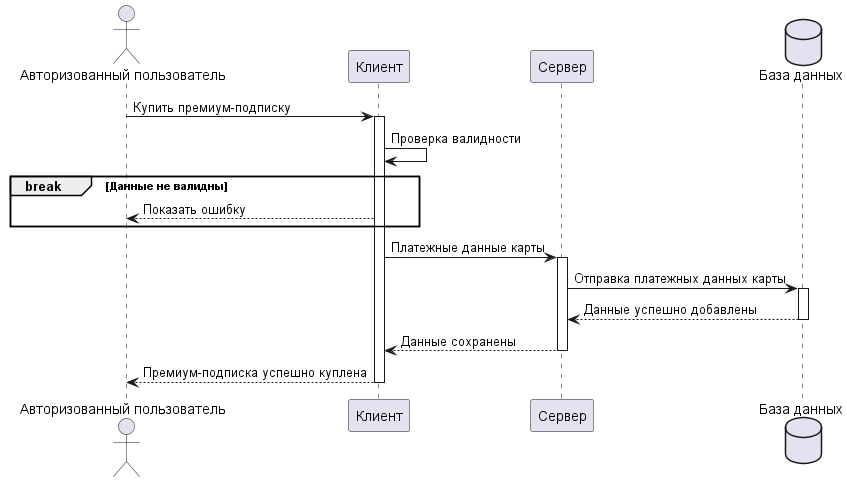 Авторизованный пользователь
Клиент
Сервер
База данных
Купить премиум-подписку
Проверка валидности
break
[Данные не валидны]
Показать ошибку
Платежные данные карты
Отправка платежных данных карты
Данные успешно добавлены
Данные сохранены
Премиум-подписка успешно куплена
Авторизованный пользователь
Клиент
Сервер
База данных